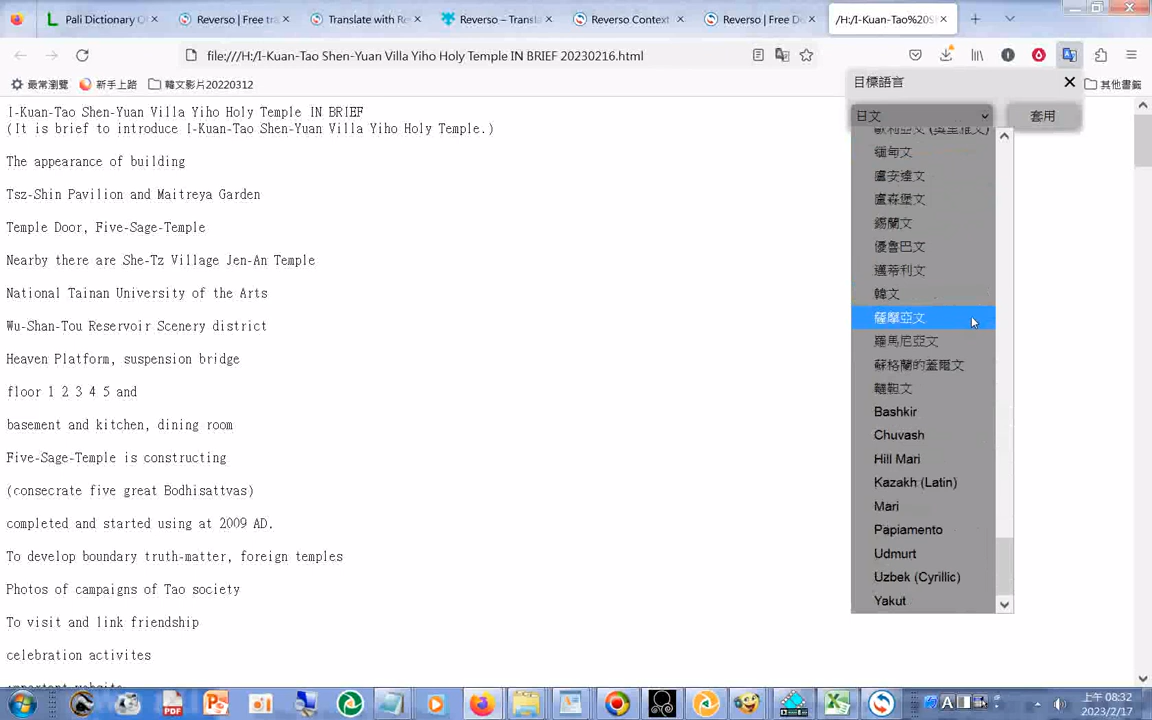 Pali Dictionary
Reverso | Free tra
Translate with Re
Reverso – Transl
Reverso Context
Reverso | Free D
/H:/I-Kuan-Tao%20S
file:///H:/I-Kuan-Tao Shen-Yuan Villa Yiho Holy Temple IN BRIEF 20230216.html
最常瀏覽
新手上路
韓文影片20220312
其他書籤
目標語言
日文
套用
I-Kuan-Tao Shen-Yuan Villa Yiho Holy Temple IN BRIEF
(It is brief to introduce I-Kuan-Tao Shen-Yuan Villa Yiho Holy Temple.)
The appearance of building
Tsz-Shin Pavilion and Maitreya Garden
Temple Door, Five-Sage-Temple
Nearby there are She-Tz Village Jen-An Temple
National Tainan University of the Arts
Wu-Shan-Tou Reservoir Scenery district
Heaven Platform, suspension bridge
floor 1 2 3 4 5 and
basement and kitchen, dining room
Five-Sage-Temple is constructing
(consecrate five great Bodhisattvas)
completed and started using at 2009 AD.
To develop boundary truth-matter, foreign temples
Photos of campaigns of Tao society
To visit and link friendship
celebration activites
緬甸文
盧安達文
盧森堡文
錫蘭文
優魯巴文
邁蒂利文
韓文
薩摩亞文
羅馬尼亞文
蘇格蘭的蓋爾文
韃靼文
Bashkir
Chuvash
Hill Mari
Kazakh (Latin)
Mari
Papiamento
Udmurt
Uzbek (Cyrillic)
Yakut
上午 08:32
2023/2/17